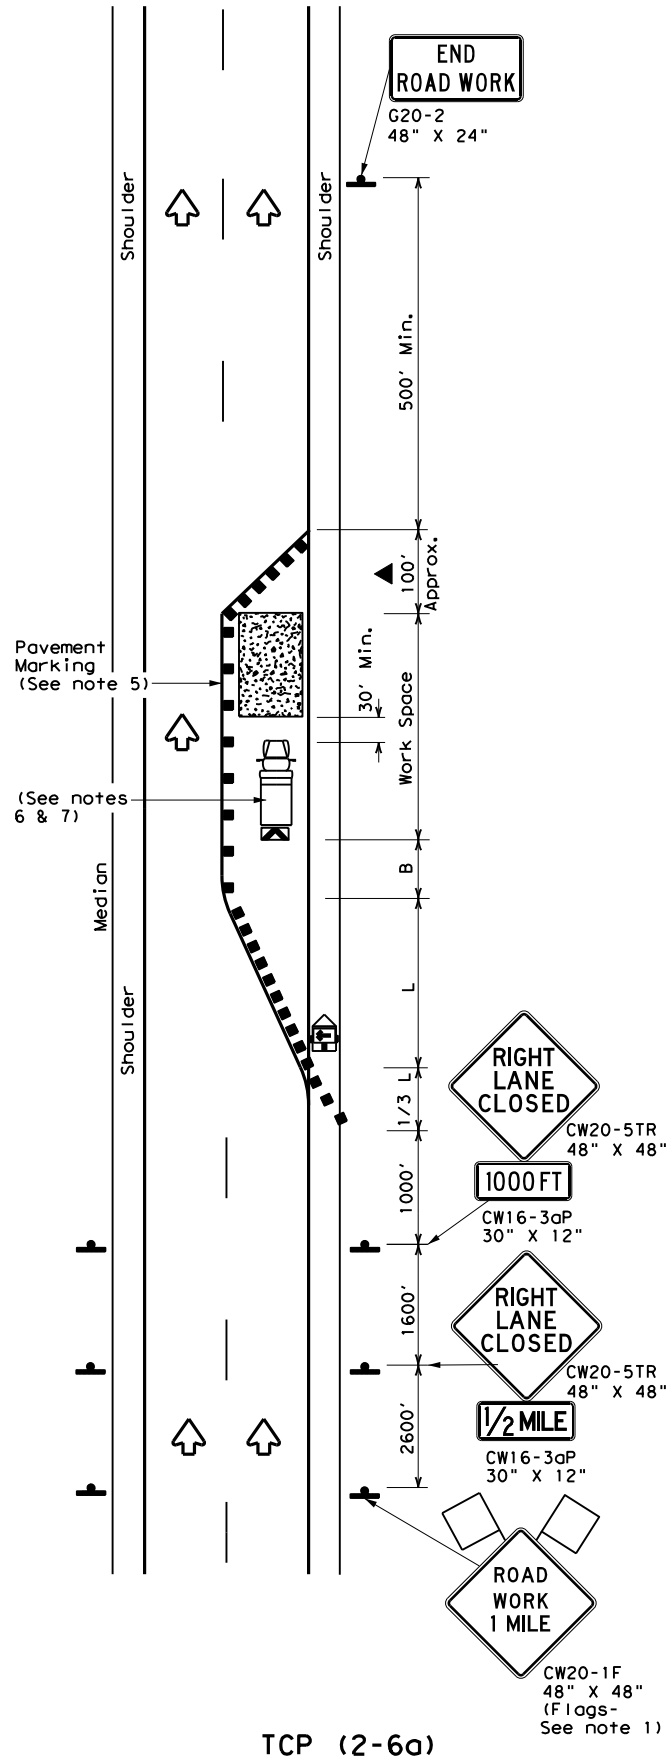 END
ROAD WORK
G20-2
48" X 24"
Shoulder
Shoulder
500' Min.
100'
Approx.
Pavement
Marking
(See note 5)
30' Min.
Work Space
(See notes
6 & 7)
B
Median
L
Shoulder
1/3 L
RIGHT
LANE
CLOSED
CW20-5TR
48" X 48"
1000 FT
CW16-3aP
30" X 12"
1000'
1600'
RIGHT
LANE
CLOSED
CW20-5TR
48" X 48"
1/2 MILE
CW16-3aP
30" X 12"
2600'
ROAD
WORK
1 MILE
CW20-1F
48" X 48"
(Flags-
See note 1)
TCP (2-6a)